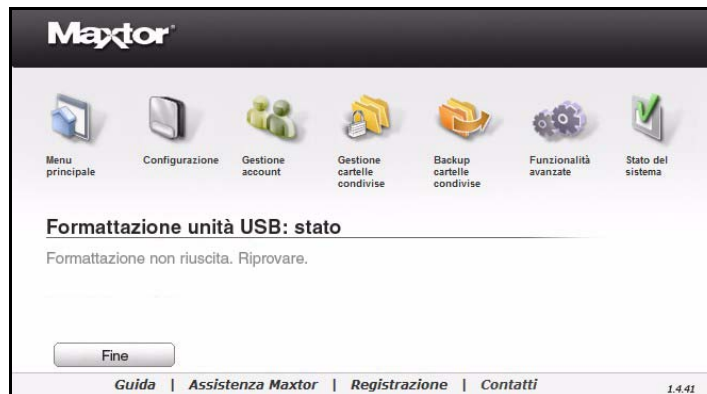 Maxtor
Menu
principale
Configurazione
Gestione
account
Gestione
cartelle
condivise
Backup
cartelle
condivise
Funzionalità
avanzate
Stato del
sistema
Formattazione unità USB: stato
Formattazione non riuscita. Riprovare.
Fine
Guida | Assistenza Maxtor | Registrazione | Contatti
1.4.41